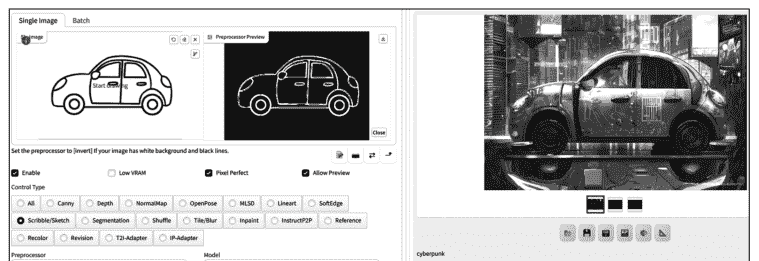 Single Image Batch
Image
Preprocessor Preview
Start drawing
Close
Set the preprocessor to [invert] If your image has white background and black lines.
Enable Low VRAM Pixel Perfect Allow Preview
Control Type
All Canny Depth NormalMap OpenPose MLSD Lineart SoftEdge
Scribble/Sketch Segmentation Shuffle Tile/Blur Inpaint InstructP2P Reference
Recolor Revision T2I-Adapter IP-Adapter
Preprocessor Model
cyberpunk